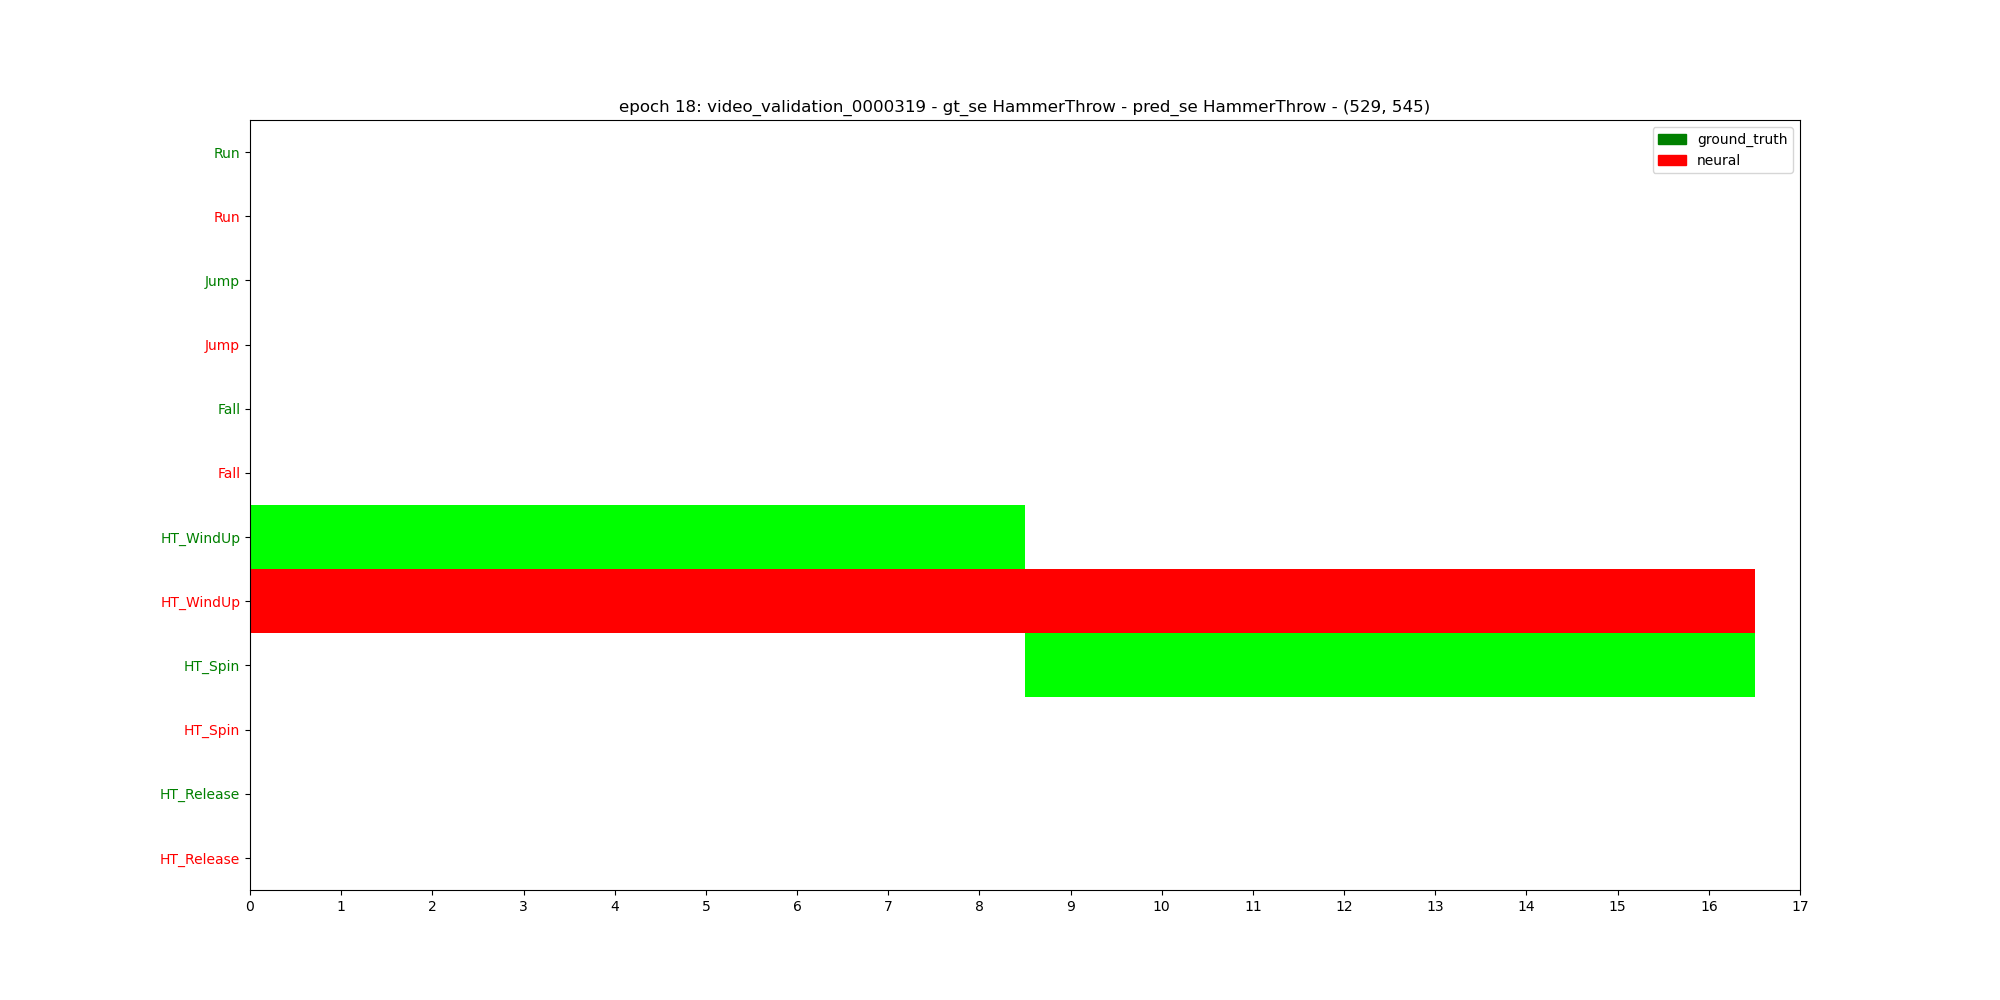 epoch 18: video_validation_0000319 - gt_se HammerThrow - pred_se HammerThrow - (529, 545)
ground_truth
neural
Run
Run
Jump
Jump
Fall
Fall
HT_WindUp
HT_WindUp
HT_Spin
HT_Spin
HT_Release
HT_Release
0 1 2 3 4 5 6 7 8 9 10 11 12 13 14 15 16 17